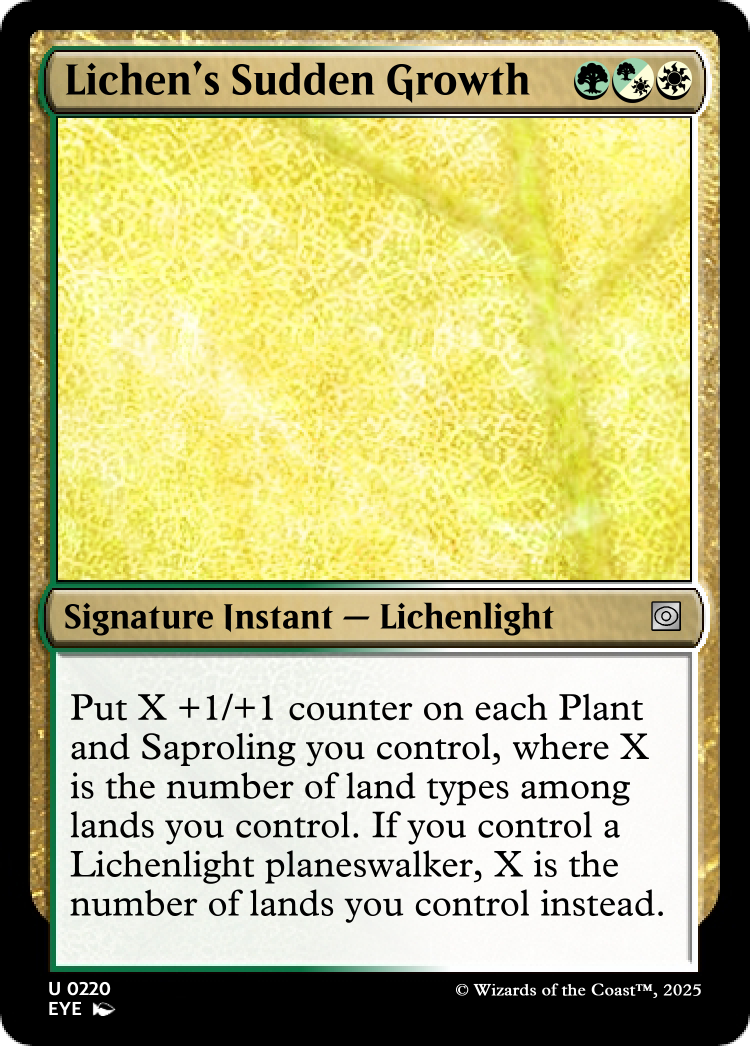 Lichen's Sudden Growth
Signature Instant — Lichenlight
Put X +1/+1 counter on each Plant
and Saproling you control, where X
is the number of land types among
lands you control. If you control a
Lichenlight planeswalker, X is the
number of lands you control instead.
U 0220
EYE
© Wizards of the Coast™, 2025